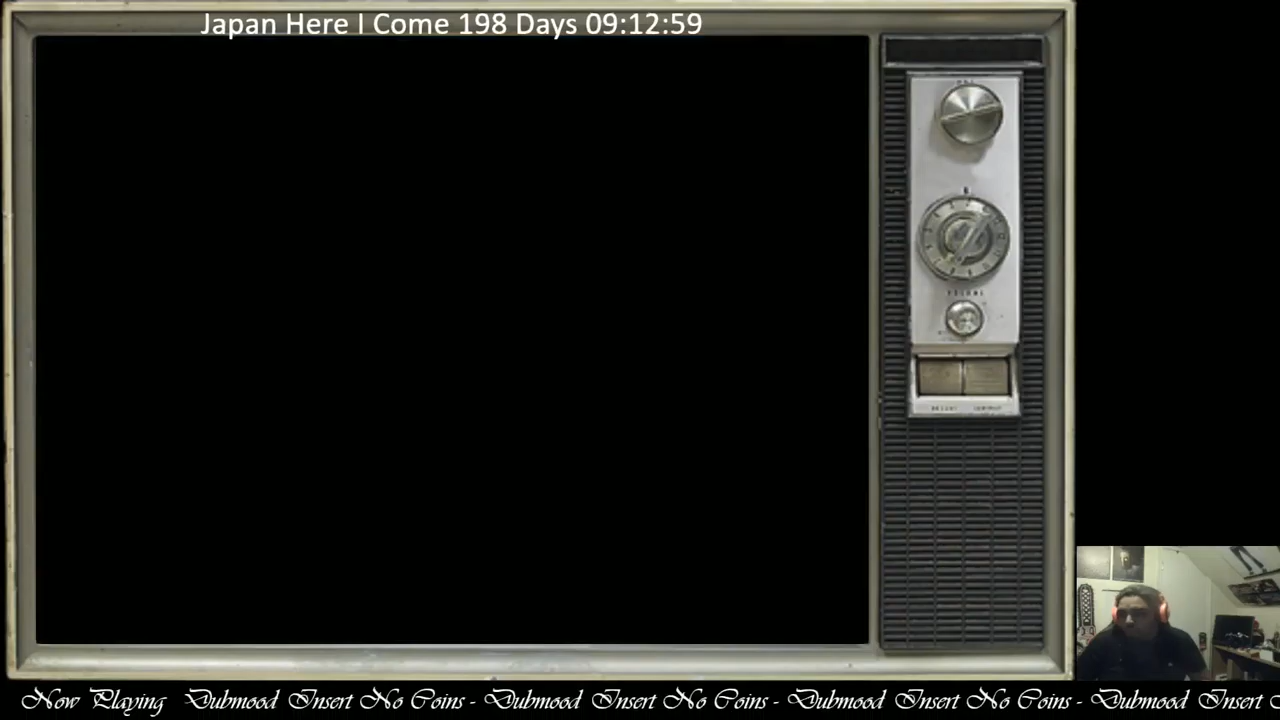 Japan Here I Come 198 Days 09:12:59
Now Playing Dubmood Insert No Coins - Dubmood Insert No Coins - Dubmood Insert No Coins - Dubmood Insert